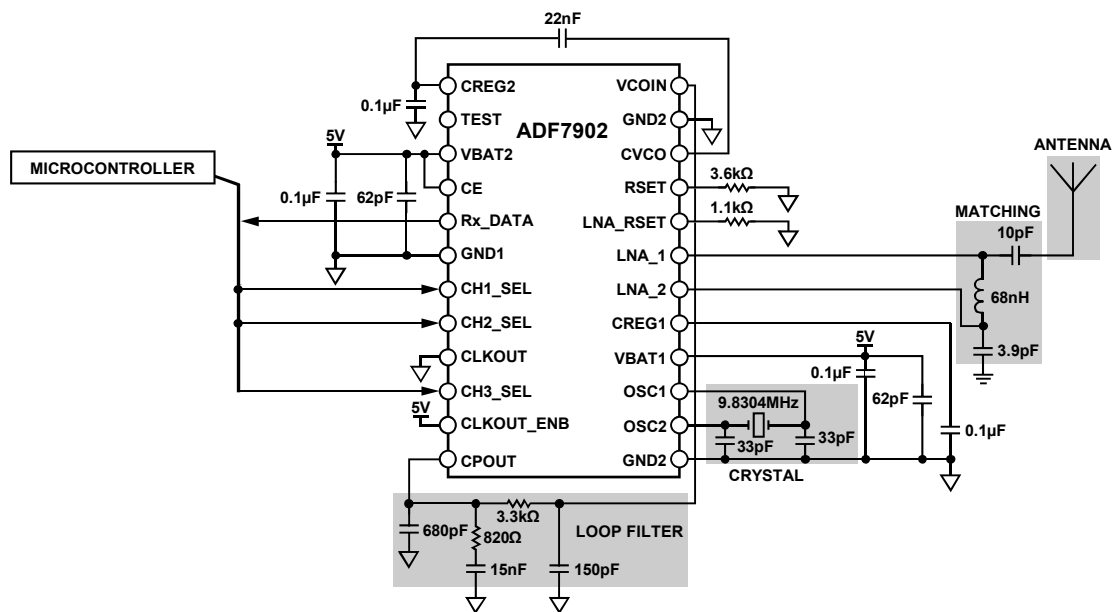 22nF
CREG2
0.1µF
TEST
5V
VBAT2
0.1µF
62pF
CE
Rx_DATA
GND1
CH1_SEL
CH2_SEL
CLKOUT
CH3_SEL
5V
CLKOUT_ENB
CPOUT
MICROCONTROLLER
ADF7902
VCOIN
GND2
CVCO
RSET
3.6kΩ
LNA_RSET
1.1kΩ
LNA_1
LNA_2
CREG1
VBAT1
OSC1
OSC2
GND2
ANTENNA
MATCHING
10pF
68nH
3.9pF
5V
0.1µF
62pF
0.1µF
9.8304MHz
33pF
33pF
CRYSTAL
680pF
3.3kΩ
820Ω
15nF
150pF
LOOP FILTER